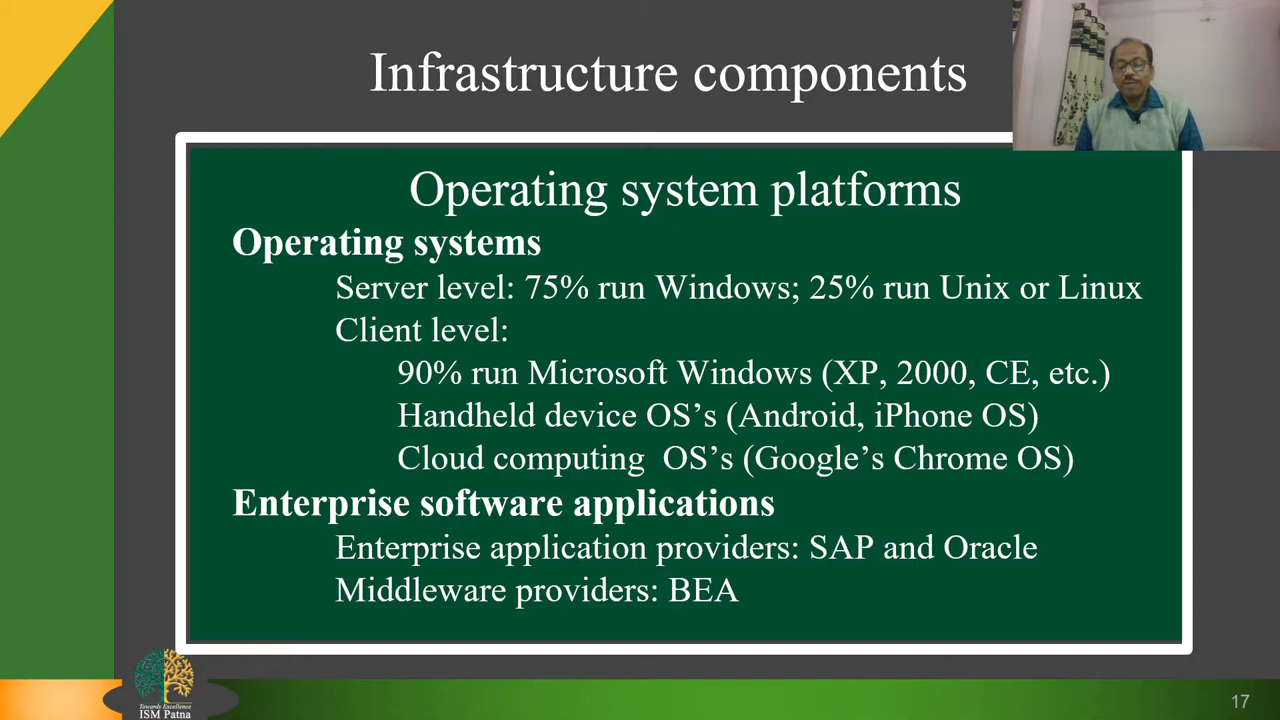 Infrastructure components
Operating system platforms
Operating systems
Server level: 75% run Windows; 25% run Unix or Linux
Client level:
90% run Microsoft Windows (XP, 2000, CE, etc.)
Handheld device OS’s (Android, iPhone OS)
Cloud computing  OS’s (Google’s Chrome OS)
Enterprise software applications
Enterprise application providers: SAP and Oracle
Middleware providers: BEA
Towards Excellence
ISM Patna
17